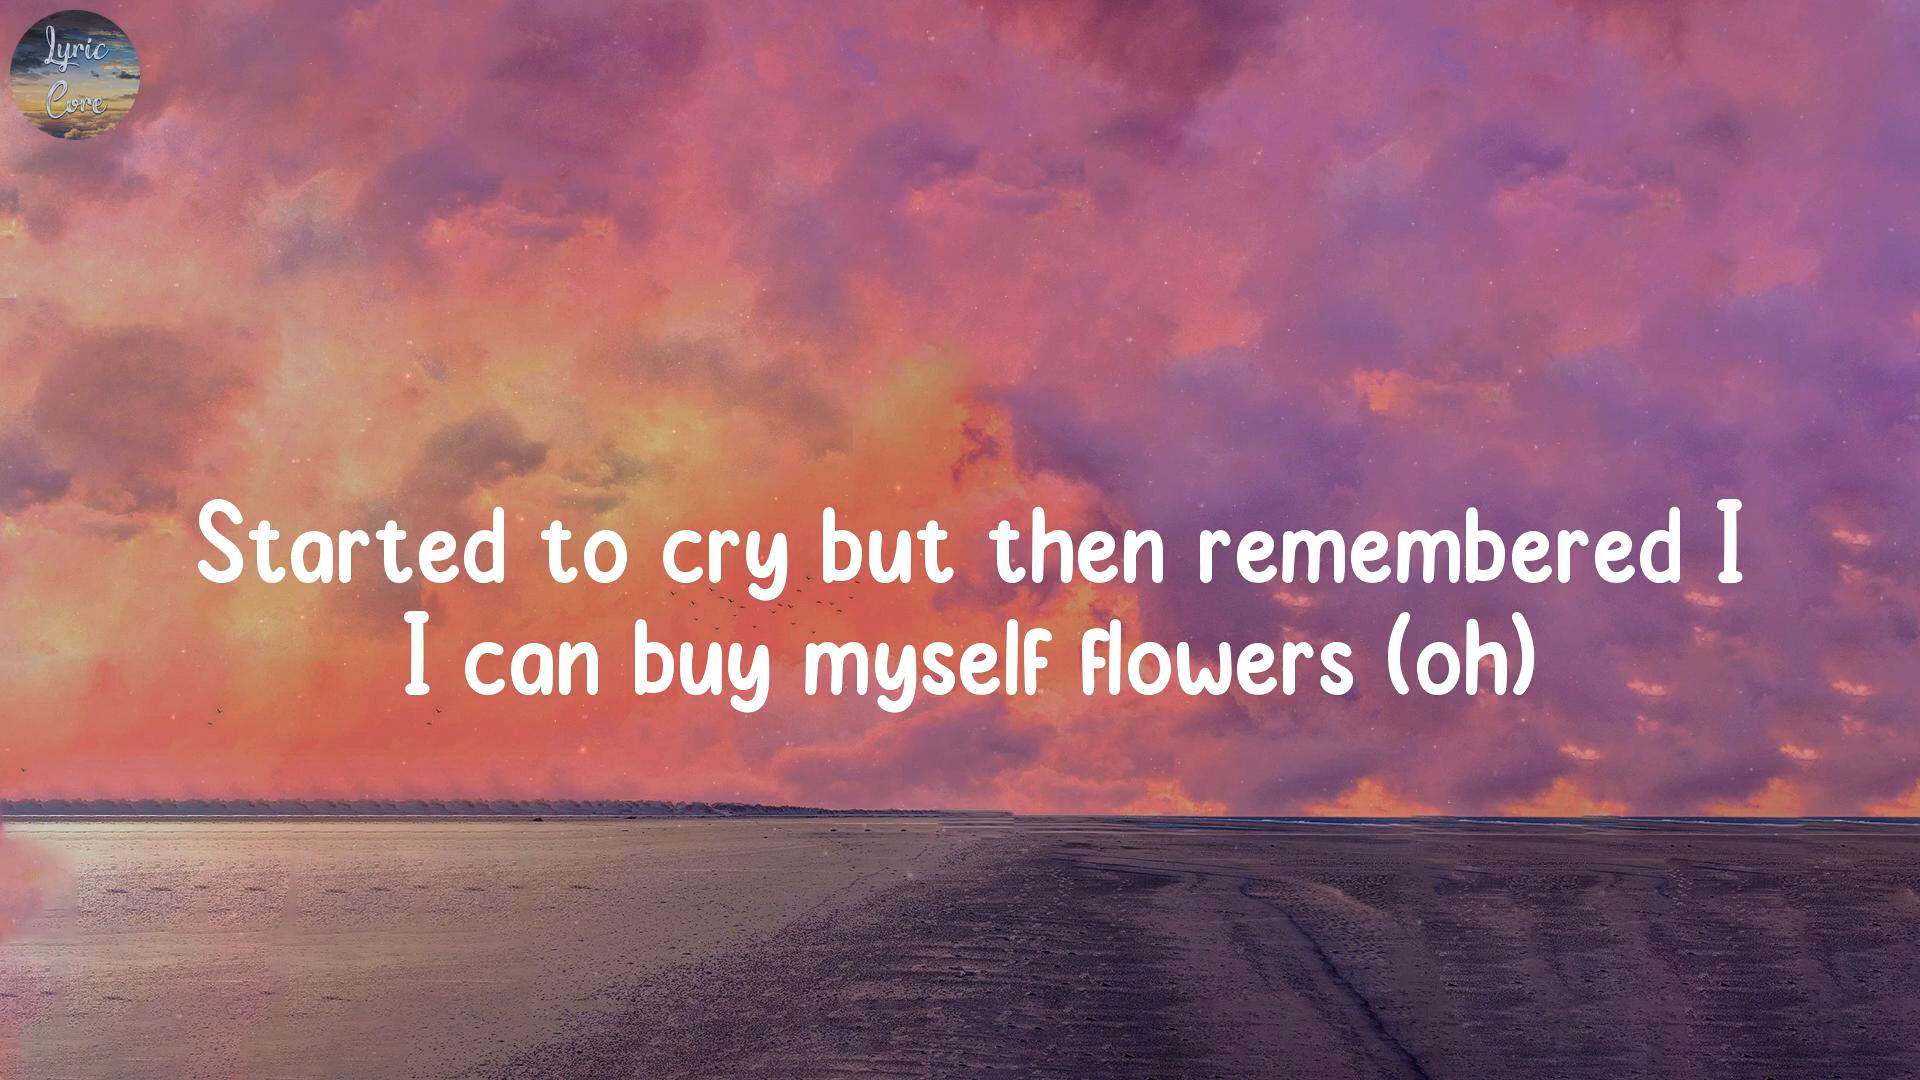 Lyric
Core
Started to cry but then remembered I
I can buy myself flowers (oh)